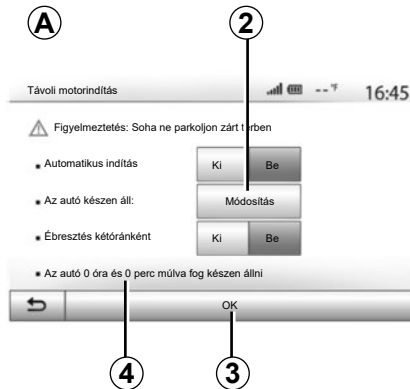 A
2
Távoli motorindítás
--°F
16:45
Figyelmeztetés: Soha ne parkoljon zárt térben
Automatikus indítás
Ki
Be
Az autó készen áll:
Módosítás
Ébresztés kétóránként
Ki
Be
Az autó 0 óra és 0 perc múlva fog készen állni
OK
4
3